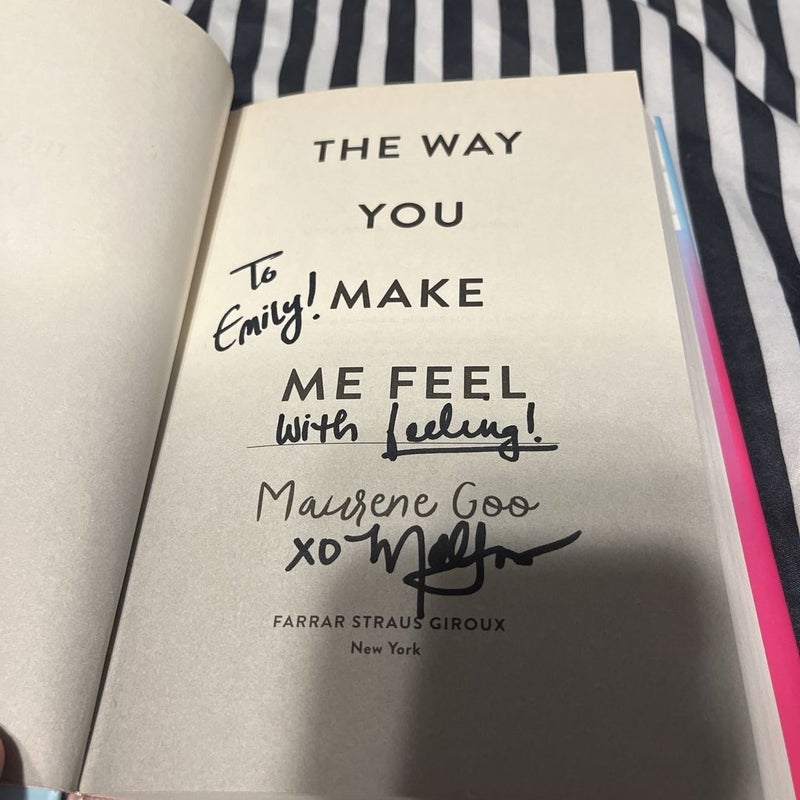 THE WAY
YOU
To
Emily!
MAKE
ME FEEL
with feeling!
Maurene Goo
XO
FARRAR STRAUS GIROUX
New York